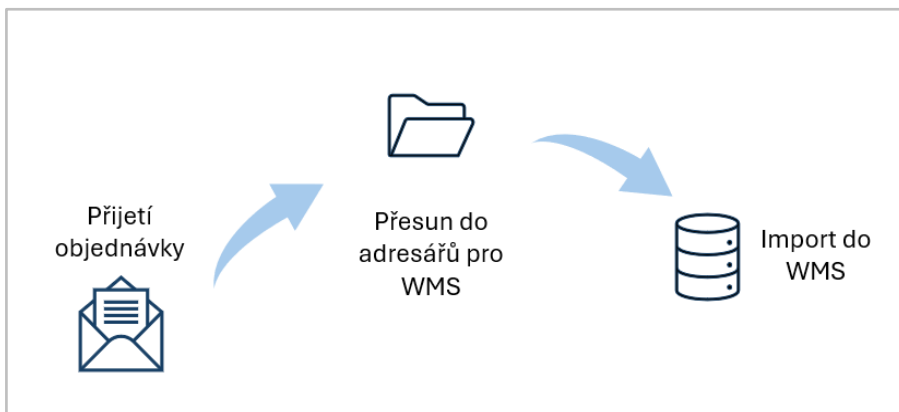 Přijetí
objednávky
Přesun do
adresářů pro
WMS
Import do
WMS